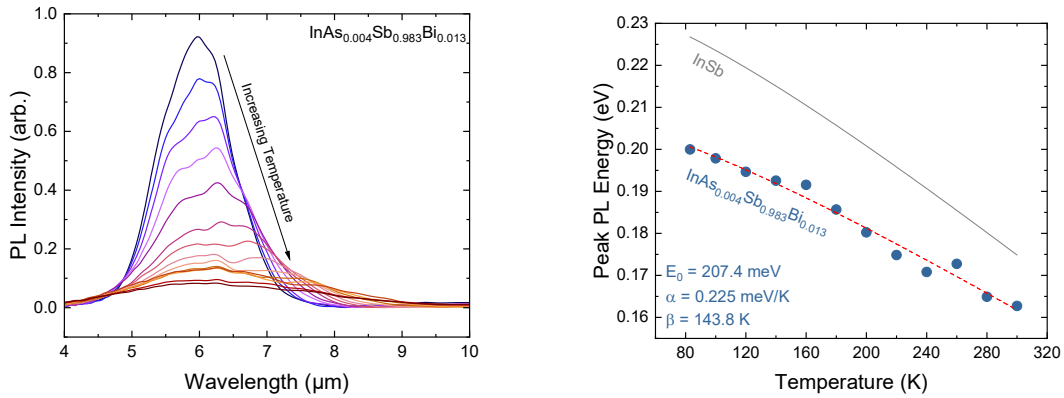 InAs0.004Sb0.983Bi0.013
Increasing Temperature
PL Intensity (arb.)
1.0
0.8
0.6
0.4
0.2
0.0
4 5 6 7 8 9 10
Wavelength (µm)
InSb
InAs0.004Sb0.983Bi0.013
E0 = 207.4 meV
α = 0.225 meV/K
β = 143.8 K
Peak PL Energy (eV)
0.23
0.22
0.21
0.20
0.19
0.18
0.17
0.16
80 120 160 200 240 280 320
Temperature (K)